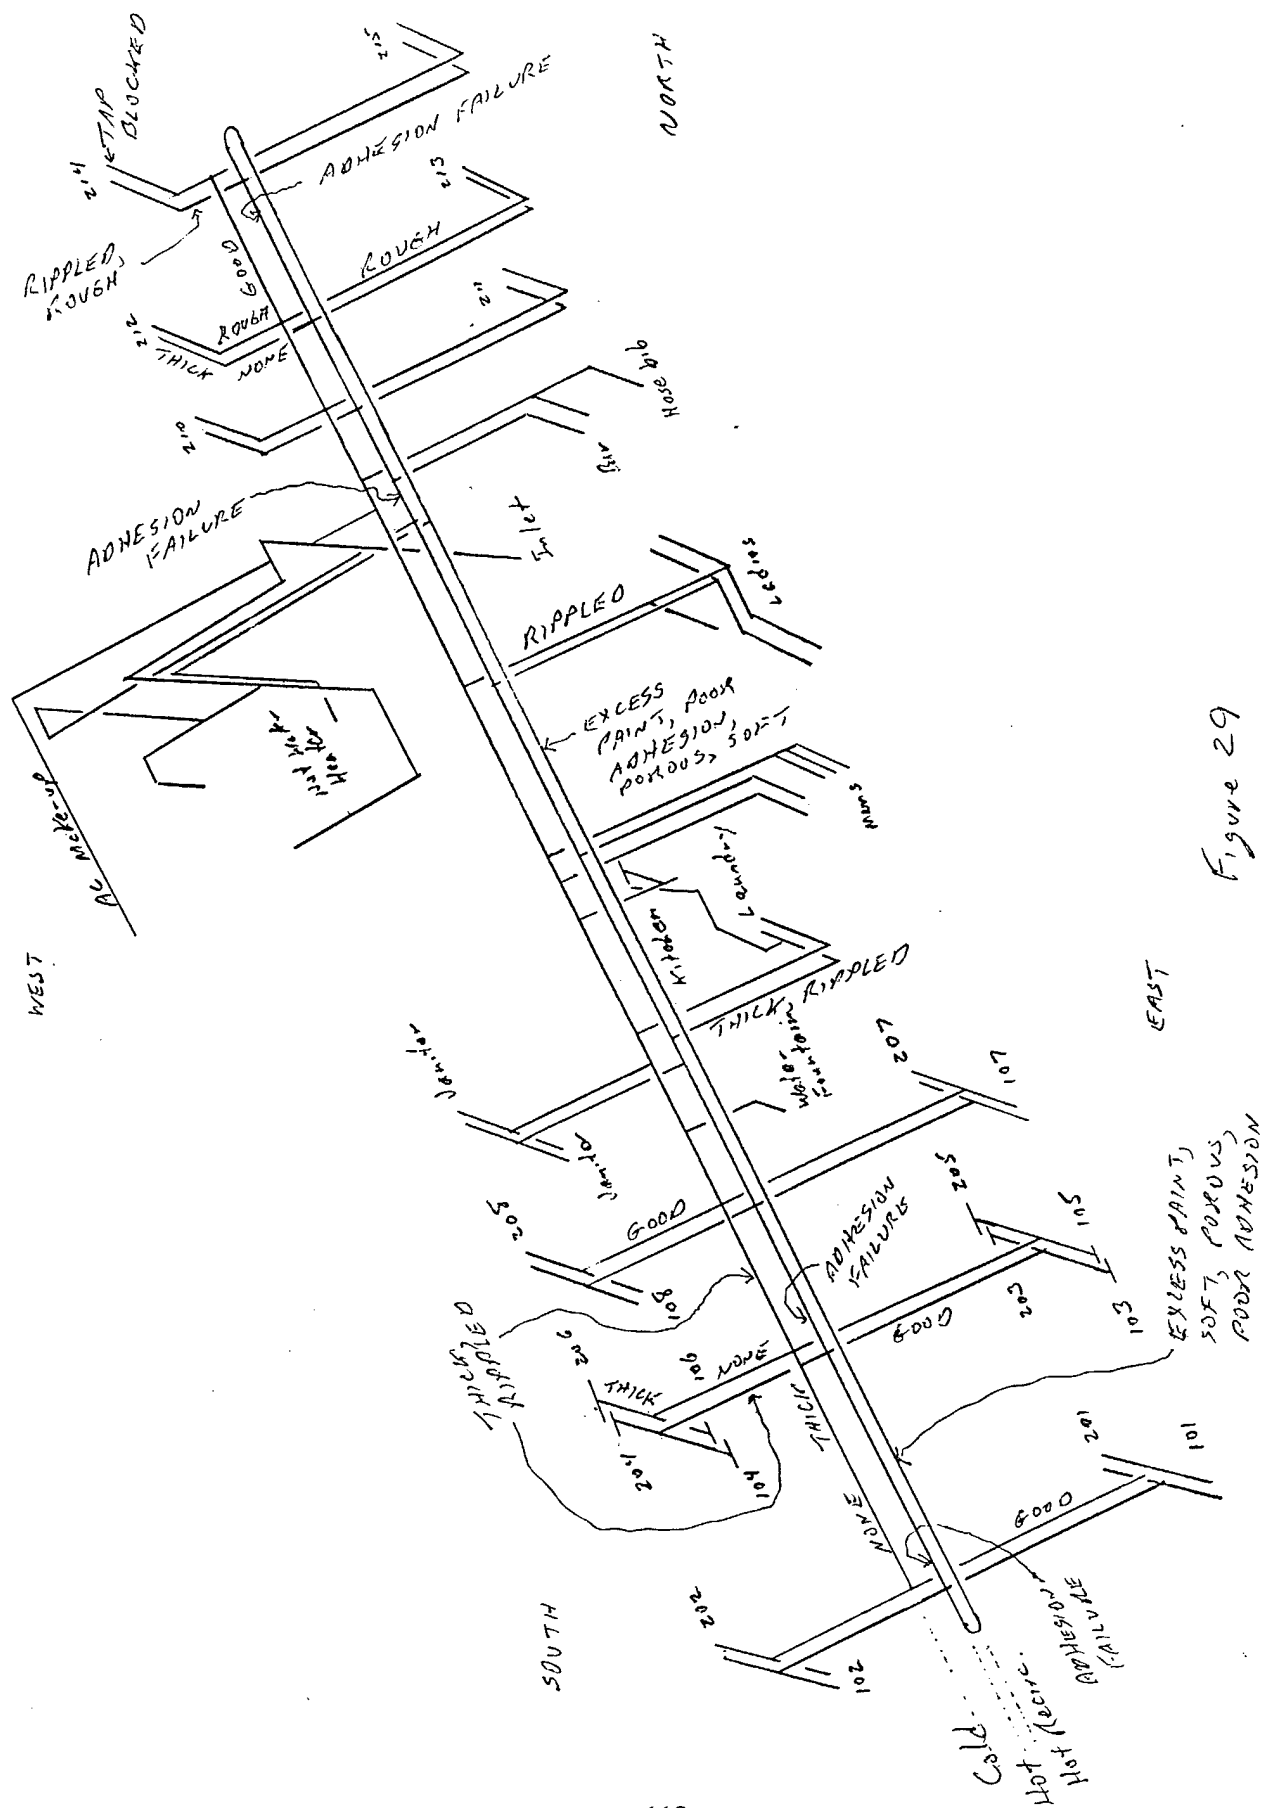 214
TAP
BLOCKED
215
RIPPLED,
ROUGH
ADHESION FAILURE
NORTH
GOOD
213
ROUGH
212
THICK
ROUGH
NONE
211
210
Hose bib
ADHESION
FAILURE
Inlet
RIPPLED
Ladies
AC Make-up
Hot Water
Heater
WEST
EXCESS
PAINT, POOR
ADHESION,
POROUS, SOFT
Mens
Kitchen
Laundry
THICK, RIPPLED
Figure 29
EAST
Janitor
Janitor
Water
Fountain
207
107
208
108
GOOD
THICK,
RIPPLED
206
106
THICK
NONE
204
104
ADHESION
FAILURE
205
105
203
103
GOOD
EXCESS PAINT,
SOFT, POROUS,
POOR ADHESION
THICK
NONE
201
101
GOOD
SOUTH
202
102
Cold
Hot
Hot Recirc.
ADHESION
FAILURE